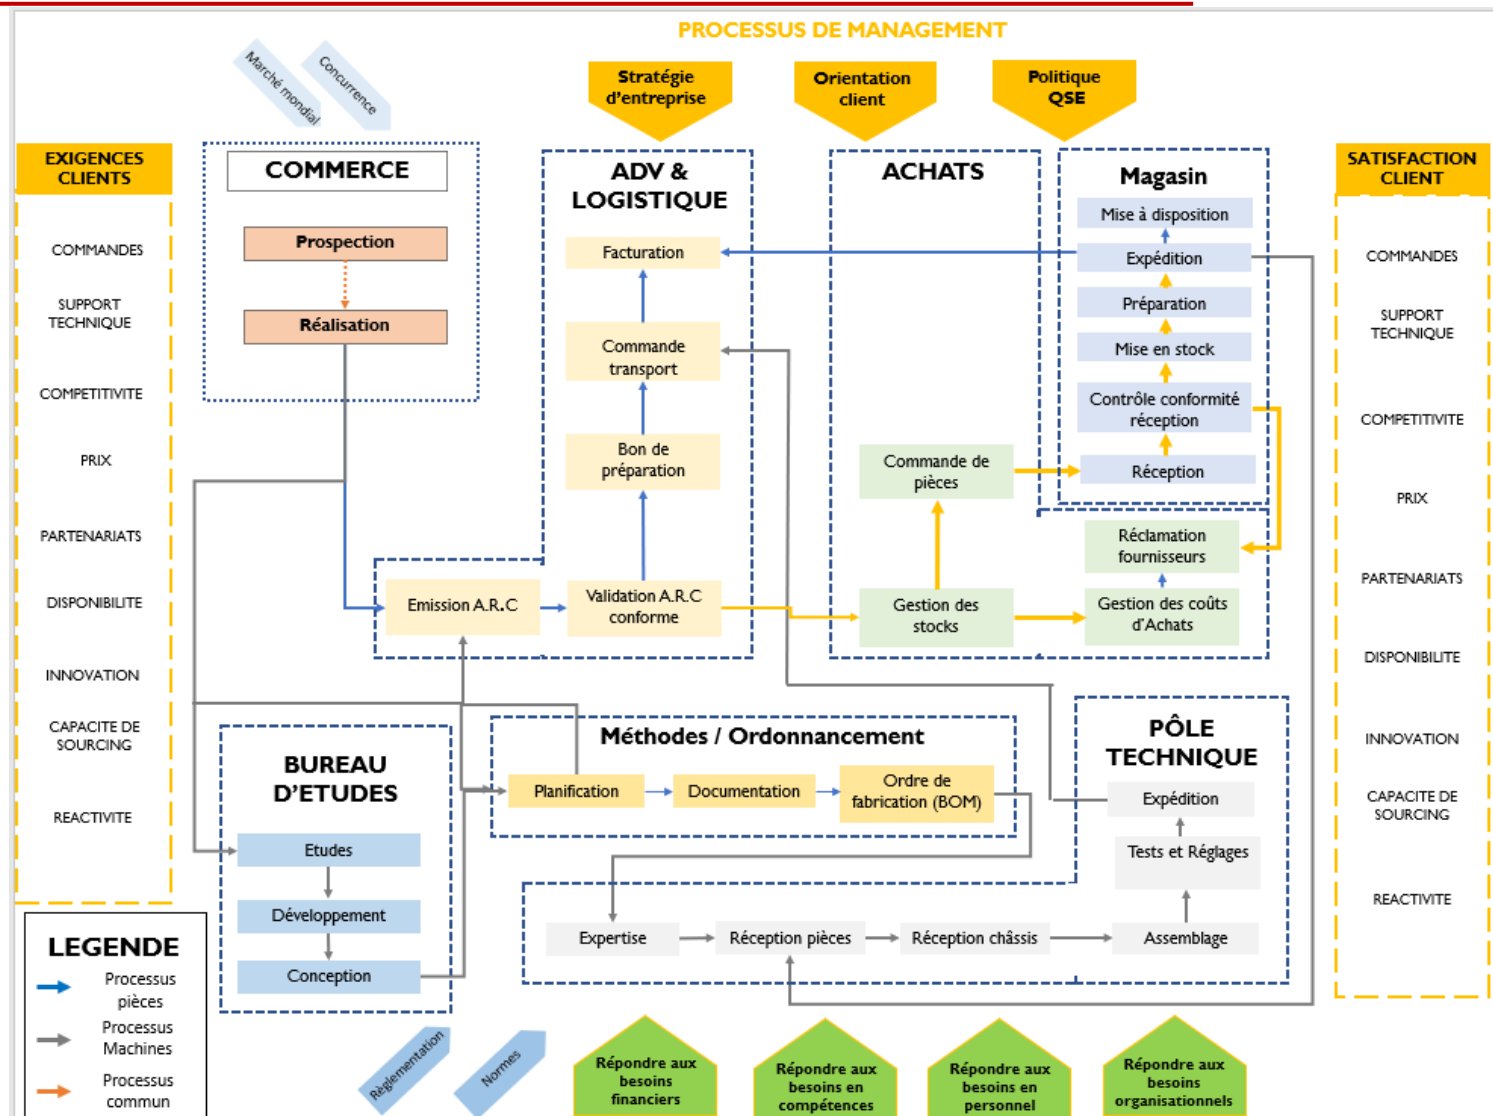 PROCESSUS DE MANAGEMENT
Marché mondial
Concurrence
Stratégie
d'entreprise
Orientation
client
Politique
QSE
EXIGENCES
CLIENTS
COMMANDES
SUPPORT
TECHNIQUE
COMPETITIVITE
PRIX
PARTENARIATS
DISPONIBILITE
INNOVATION
CAPACITE DE
SOURCING
REACTIVITE
COMMERCE
Prospection
Réalisation
ADV &
LOGISTIQUE
Facturation
Commande
transport
Bon de
préparation
Emission A.R.C
Validation A.R.C
conforme
ACHATS
Commande de
pièces
Gestion des
stocks
Réclamation
fournisseurs
Gestion des coûts
d'Achats
Magasin
Mise à disposition
Expédition
Préparation
Mise en stock
Contrôle conformité
réception
Réception
SATISFACTION
CLIENT
COMMANDES
SUPPORT
TECHNIQUE
COMPETITIVITE
PRIX
PARTENARIATS
DISPONIBILITE
INNOVATION
CAPACITE DE
SOURCING
REACTIVITE
BUREAU
D'ETUDES
Etudes
Développement
Conception
Méthodes / Ordonnancement
Planification
Documentation
Ordre de
fabrication (BOM)
PÔLE
TECHNIQUE
Expédition
Tests et Réglages
Expertise
Réception pièces
Réception châssis
Assemblage
LEGENDE
Processus
pièces
Processus
Machines
Processus
commun
Règlementation
Normes
Répondre aux
besoins
financiers
Répondre aux
besoins en
compétences
Répondre aux
besoins en
personnel
Répondre aux
besoins
organisationnels